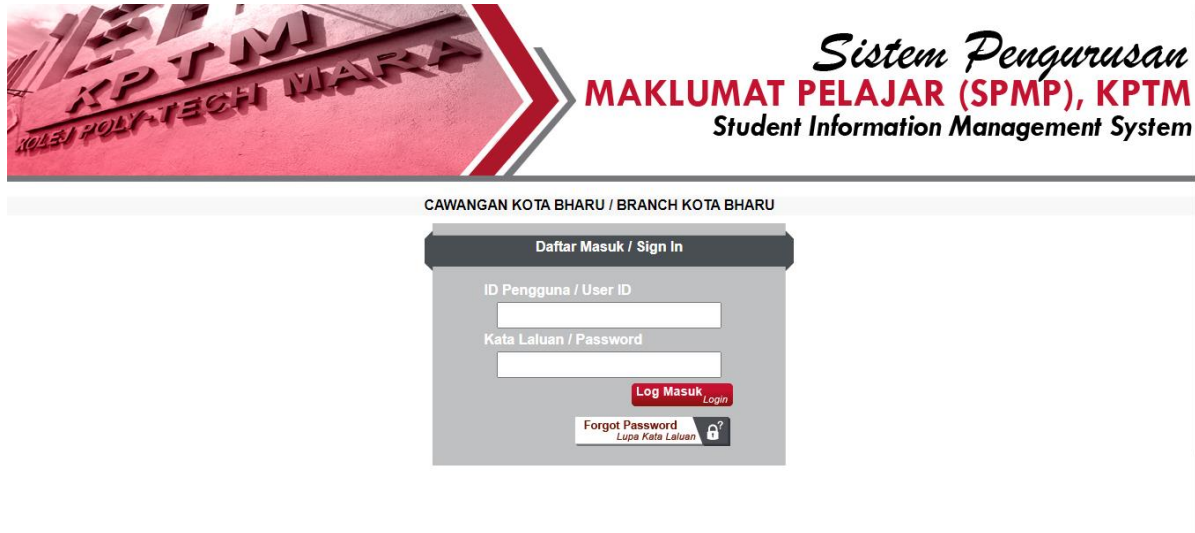 KPTM
KOLEJ POLY-TECH MARA
Sistem Pengurusan
MAKLUMAT PELAJAR (SPMP), KPTM
Student Information Management System
CAWANGAN KOTA BHARU / BRANCH KOTA BHARU
Daftar Masuk / Sign In
ID Pengguna / User ID
Kata Laluan / Password
Log Masuk
Login
Forgot Password
Lupa Kata Laluan
?